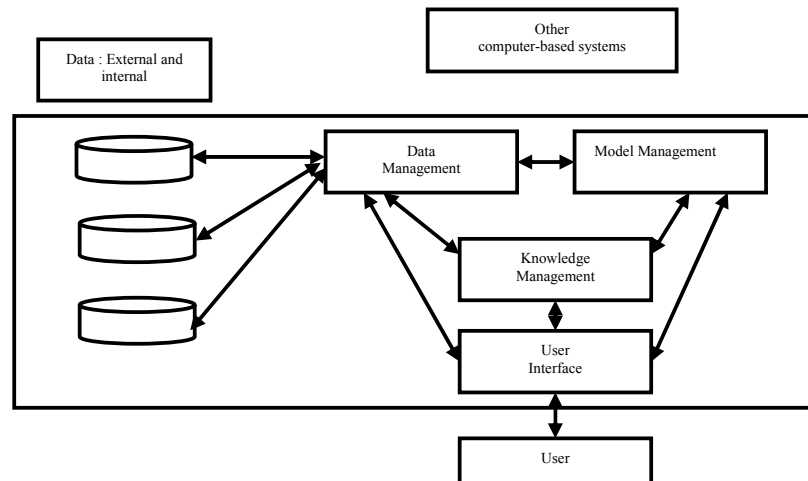 Other
computer-based systems
Data : External and
internal
Data
Management
Model Management
Knowledge
Management
User
Interface
User